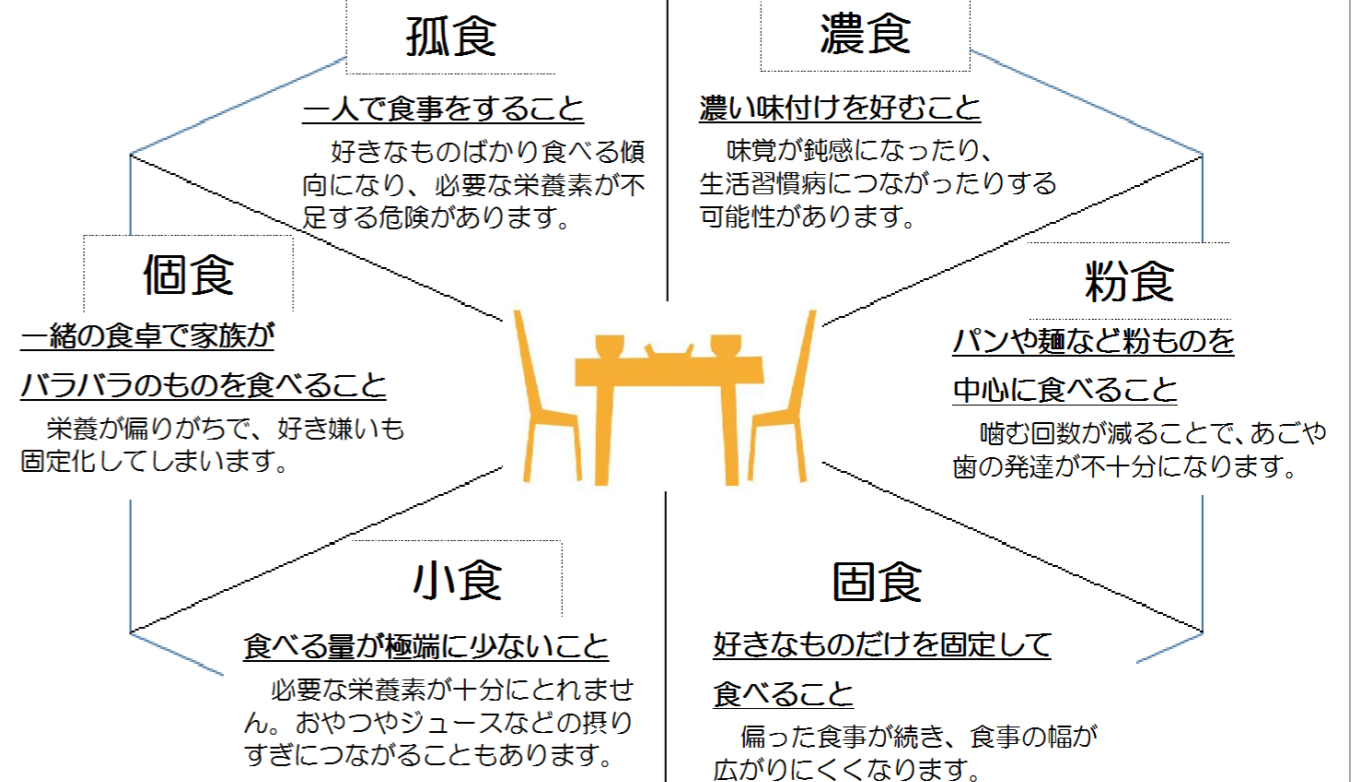 孤食
一人で食事をすること
好きなものばかり食べる傾
向になり、必要な栄養素が不
足する危険があります。
濃食
濃い味付けを好むこと
味覚が鈍感になったり、
生活習慣病につながったりする
可能性があります。
個食
一緒の食卓で家族が
バラバラのものを食べること
栄養が偏りがちで、好き嫌いも
固定化してしまいます。
粉食
パンや麺など粉ものを
中心に食べること
噛む回数が減ることで、あごや
歯の発達が不十分になります。
小食
食べる量が極端に少ないこと
必要な栄養素が十分にとれませ
ん。おやつやジュースなどの摂り
すぎにつながることもあります。
固食
好きなものだけを固定して
食べること
偏った食事が続き、食事の幅が
広がりにくくなります。